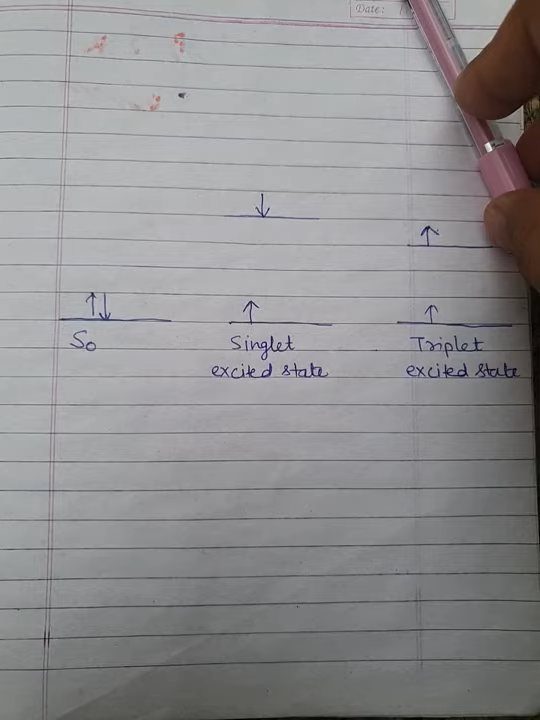 Date:
S₀
Singlet
excited state
Triplet
excited state